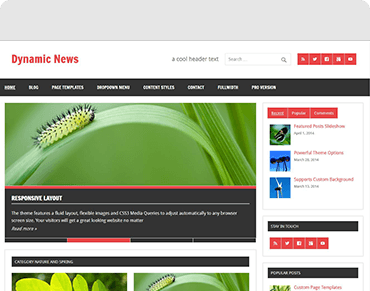 Dynamic News
a cool header text
Search ...
HOME BLOG PAGE TEMPLATES DROPDOWN MENU CONTENT STYLES CONTACT FULLWIDTH PRO VERSION
RESPONSIVE LAYOUT
The theme features a fluid layout, flexible images and CSS3 Media Queries to adjust automatically to any browser
screen size. Your visitors will get a great looking website no matter
Read more »
CATEGORY NATURE AND SPRING
Recent Popular Comments
Featured Posts Slideshow
April 1, 2014
Powerful Theme Options
March 28, 2014
Supports Custom Background
March 11, 2014
STAY IN TOUCH
POPULAR POSTS
Custom Page Templates